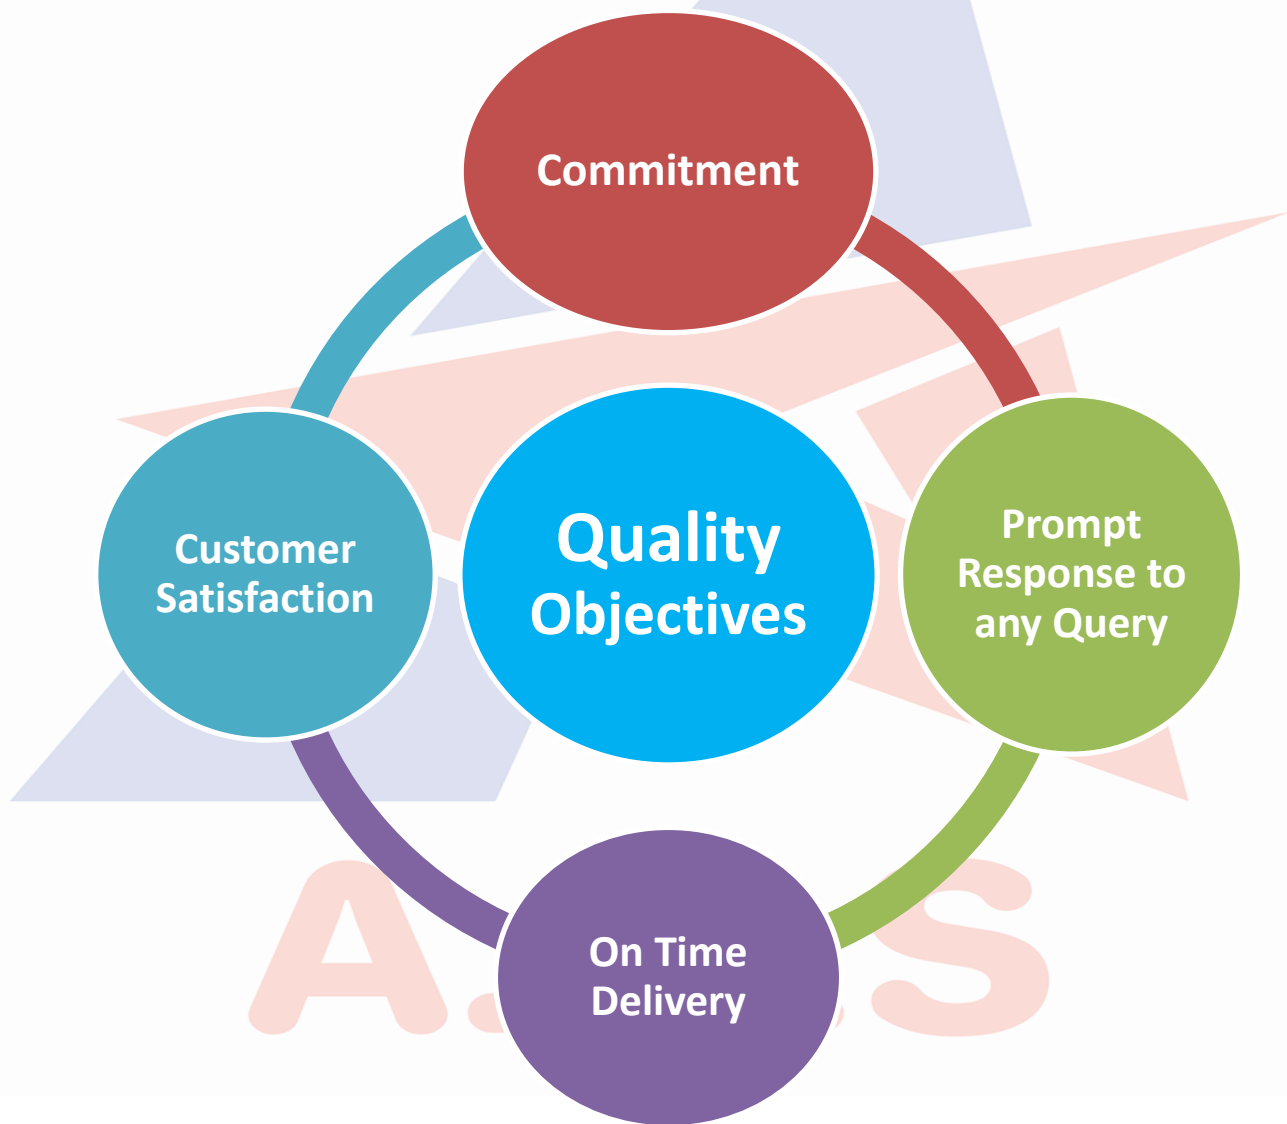 Commitment
Customer
Satisfaction
Quality
Objectives
Prompt
Response to
any Query
On Time
Delivery